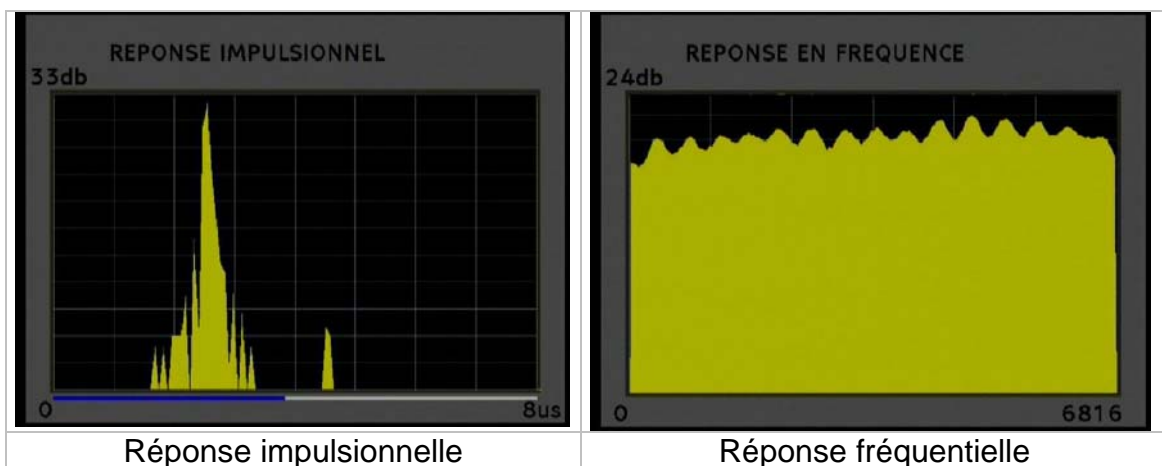 REPONSE IMPULSIONNEL
33db
0
8us
REPONSE EN FREQUENCE
24db
0
6816
Réponse impulsionnelle
Réponse fréquentielle